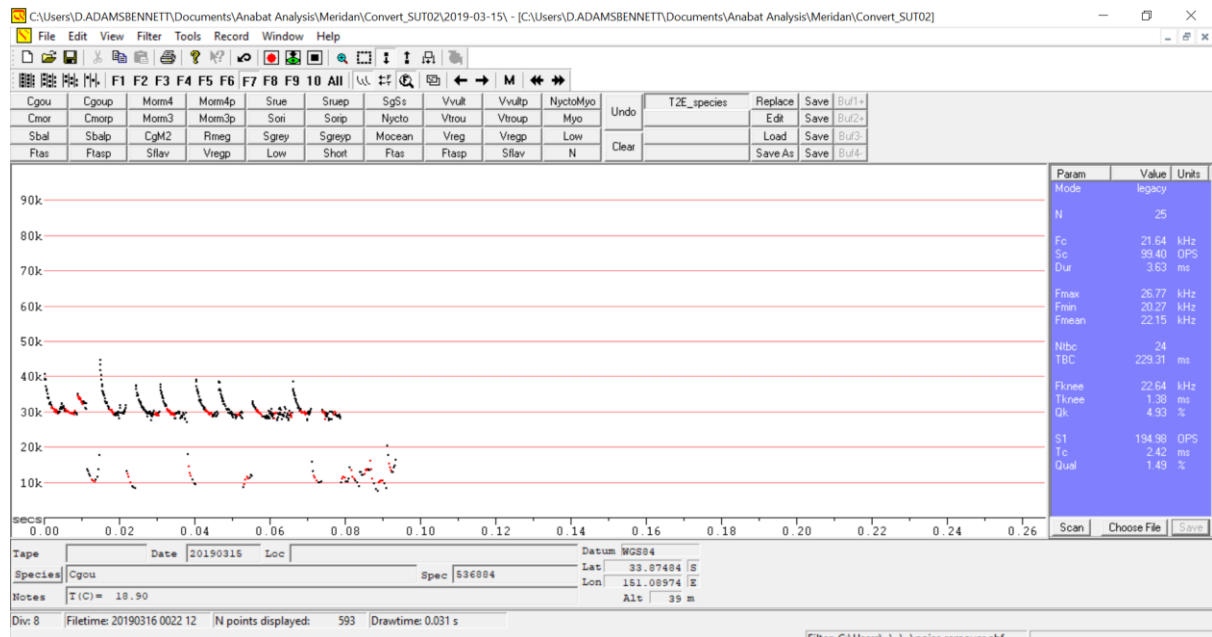 C:\Users\D.ADAMSBENNETT\Documents\Anabat Analysis\Meridan\Convert_SUT02\2019-03-15\ - [C:\Users\D.ADAMSBENNETT\Documents\Anabat Analysis\Meridan\Convert_SUT02]
File Edit View Filter Tools Record Window Help
F1 F2 F3 F4 F5 F6 F7 F8 F9 10 All M
Cgou Cgoup Morm4 Morm4p Srue Sruep SgSs Vvult Vvultp NyctoMyo Undo T2E_species Replace Save Buf1+
Cmor Cmorp Morm3 Morm3p Sori Sorip Nycto Vtrou Vtroup Myo Edit Save Buf2+
Sbal Sbalp CgM2 Rmeg Sgrey Sgreyp Mocean Vreg Vregp Low Clear Load Save Buf3-
Ftas Ftasp Sflav Vregp Low Short Ftas Ftasp Sflav N Save As Save Buf4-
Param Value Units
Mode legacy
N 25
Fc 21.64 kHz
Sc 99.40 OPS
Dur 3.63 ms
Fmax 26.77 kHz
Fmin 20.27 kHz
Fmean 22.15 kHz
Ntbc 24
TBC 229.31 ms
Fknee 22.64 kHz
Tknee 1.38 ms
Qk 4.93 %
S1 194.98 OPS
Tc 2.42 ms
Qual 1.49 %
Scan Choose File Save
90k
80k
70k
60k
50k
40k
30k
20k
10k
secs
0.00 0.02 0.04 0.06 0.08 0.10 0.12 0.14 0.16 0.18 0.20 0.22 0.24 0.26
Tape Date 20190315 Loc Datum WGS84
Species Cgou Spec 536884 Lat 33.87484 S
Lon 151.08974 E
Notes T(C)= 18.90 Alt 39 m
Div: 8 Filetime: 20190316 0022 12 N points displayed: 593 Drawtime: 0.031 s